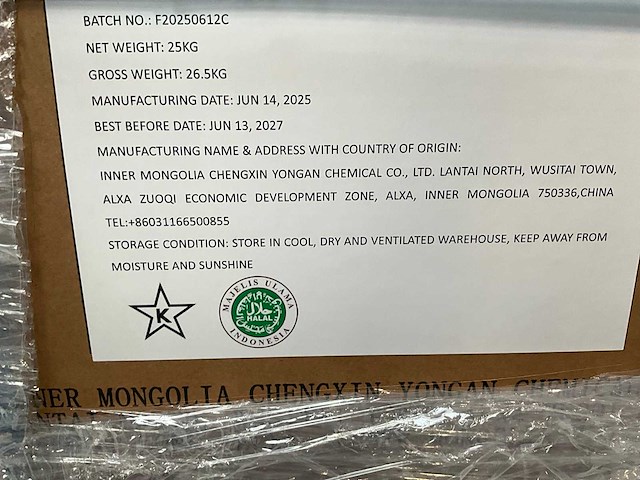 BATCH NO.: F20250612C
NET WEIGHT: 25KG
GROSS WEIGHT: 26.5KG
MANUFACTURING DATE: JUN 14, 2025
BEST BEFORE DATE: JUN 13, 2027
MANUFACTURING NAME & ADDRESS WITH COUNTRY OF ORIGIN:
INNER MONGOLIA CHENGXIN YONGAN CHEMICAL CO., LTD. LANTAI NORTH, WUSITAI TOWN,
ALXA ZUOQI ECONOMIC DEVELOPMENT ZONE, ALXA, INNER MONGOLIA 750336,CHINA
TEL:+86031166500855
STORAGE CONDITION: STORE IN COOL, DRY AND VENTILATED WAREHOUSE, KEEP AWAY FROM
MOISTURE AND SUNSHINE
K
MAJELIS ULAMA
حلال
HALAL
INDONESIA
NER MONGOLIA CHENGXIN YONGAN